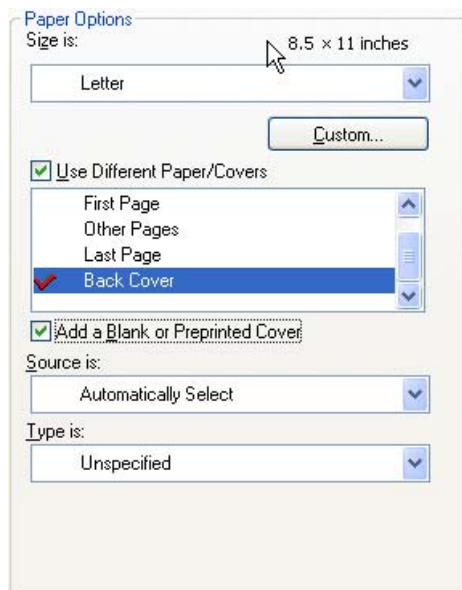 Paper Options
Size is: 8.5 × 11 inches
Letter
Custom...
Use Different Paper/Covers
First Page
Other Pages
Last Page
Back Cover
Add a Blank or Preprinted Cover
Source is:
Automatically Select
Type is:
Unspecified